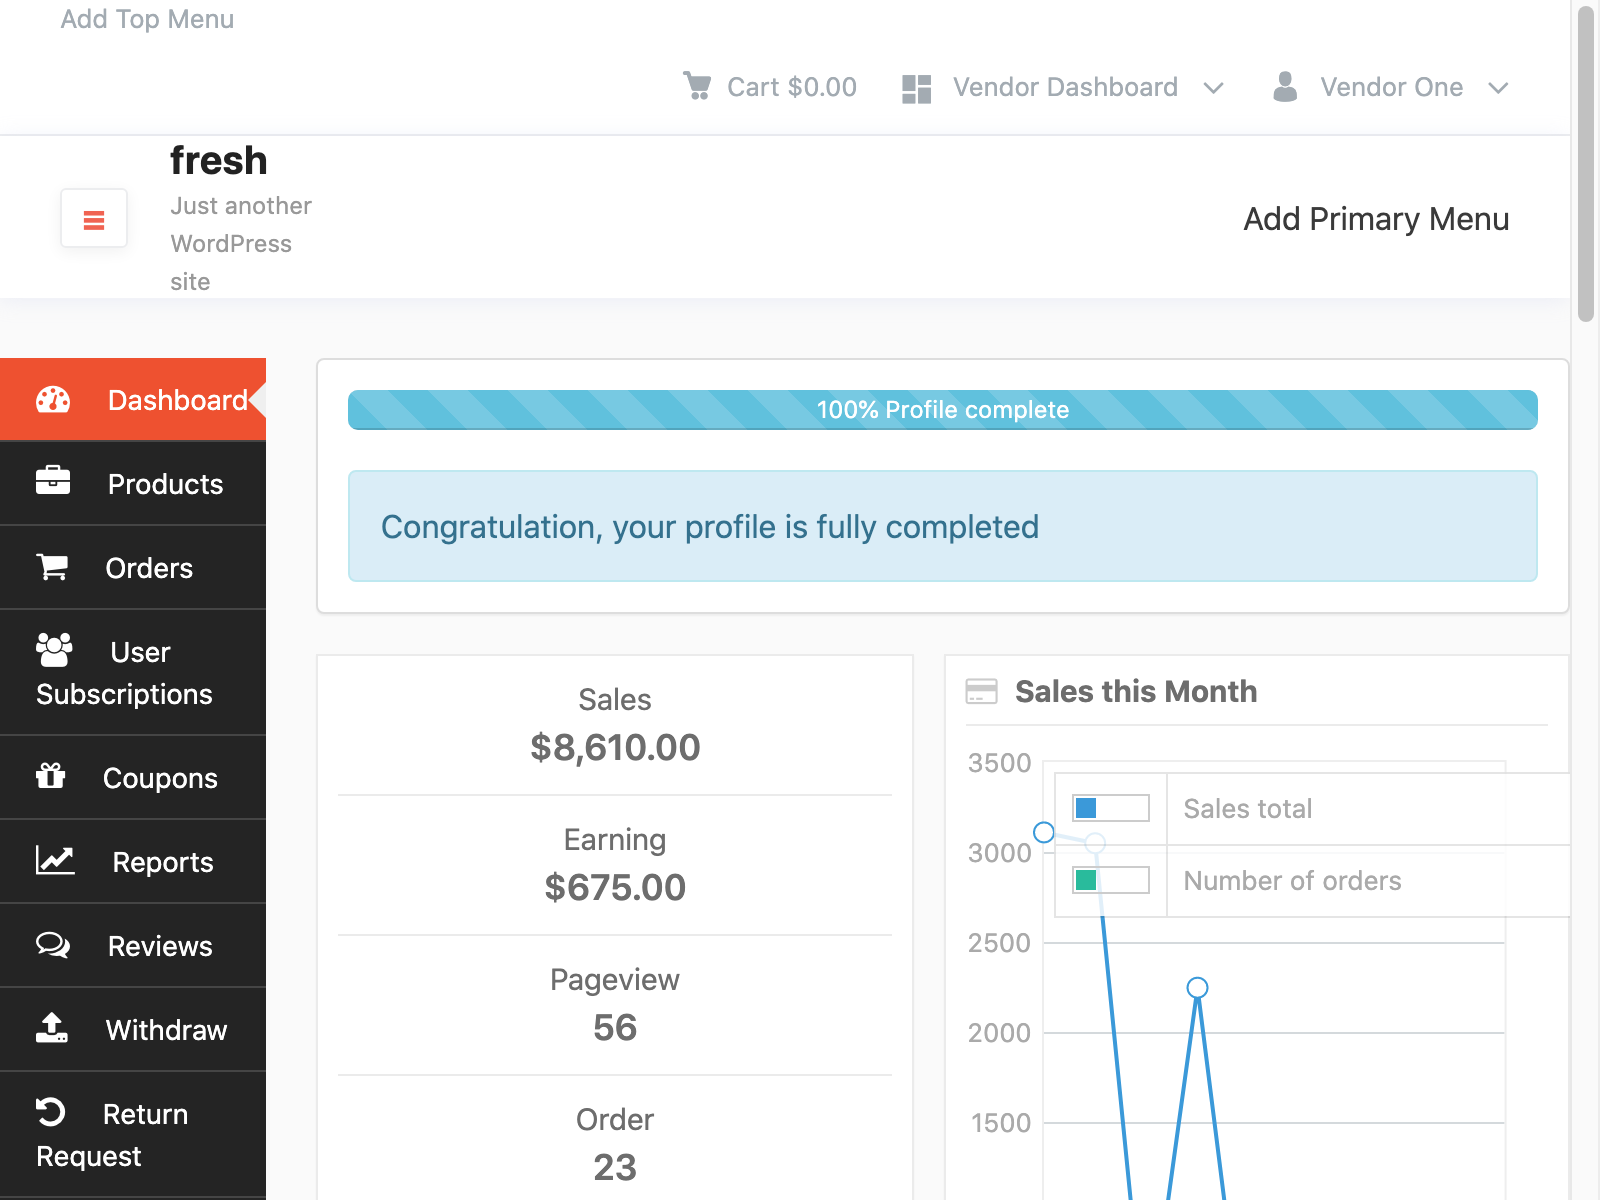 Add Top Menu
Cart $0.00
Vendor Dashboard
Vendor One
fresh
Just another
WordPress
site
Add Primary Menu
Dashboard
Products
Orders
User
Subscriptions
Coupons
Reports
Reviews
Withdraw
Return
Request
100% Profile complete
Congratulation, your profile is fully completed
Sales
$8,610.00
Earning
$675.00
Pageview
56
Order
23
Sales this Month
3500
3000
2500
2000
1500
Sales total
Number of orders